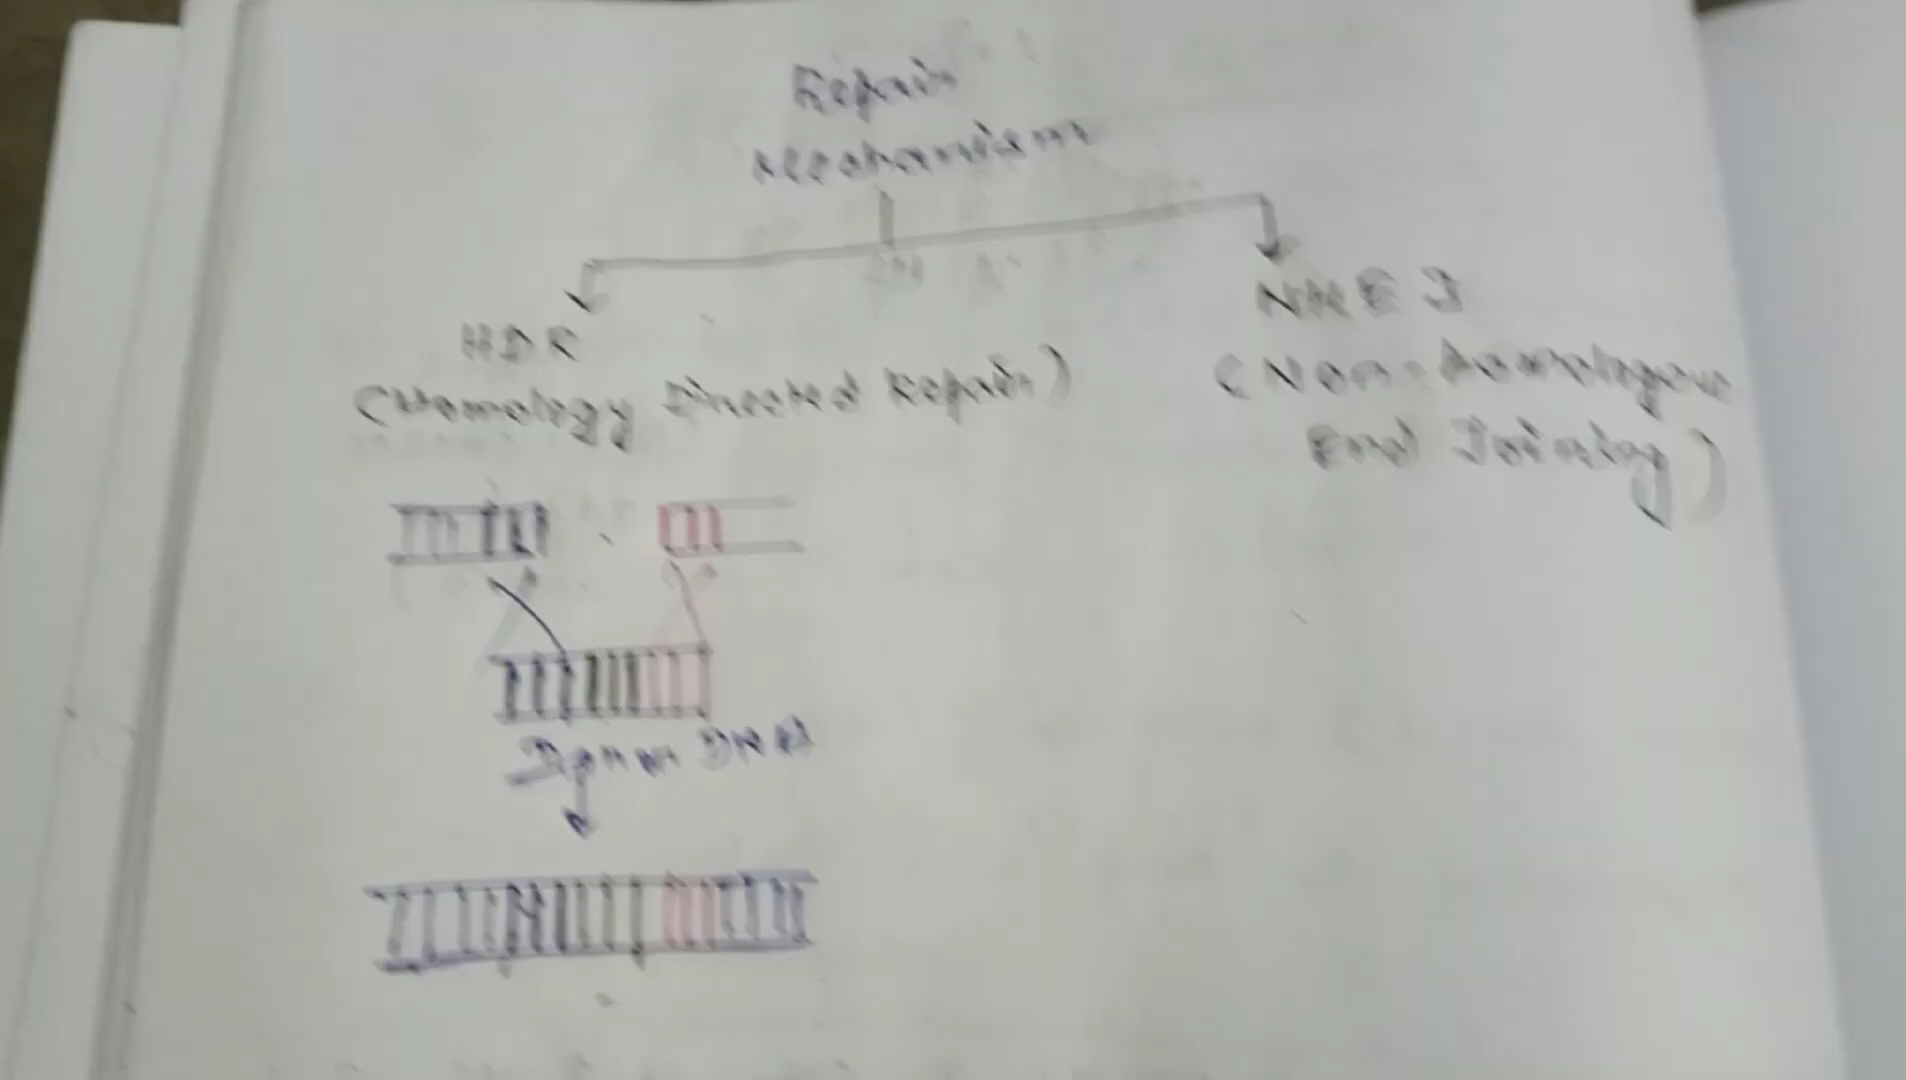 Repair
Mechanism
HDR
(Homology Directed Repair)
NHEJ
(Non-homologous
End Joining)
Donor DNA